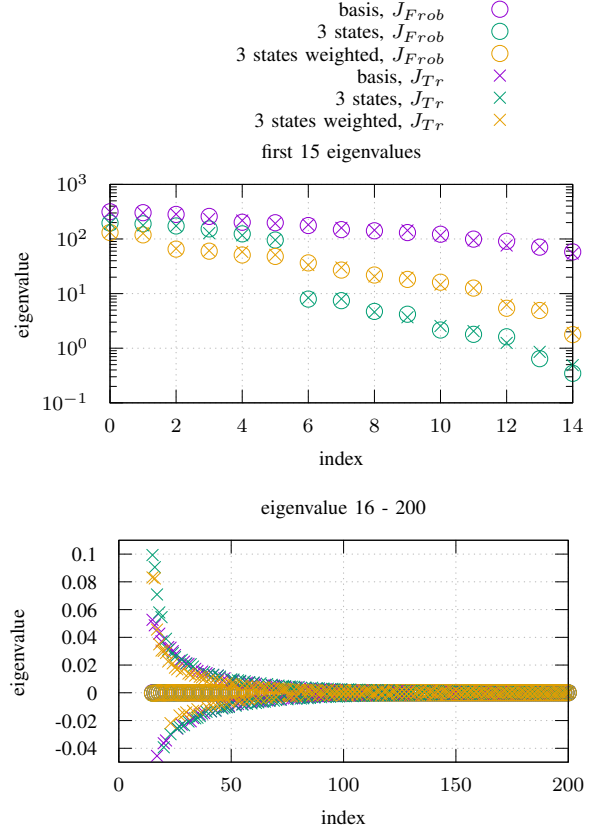 basis, J_{Frob}
3 states, J_{Frob}
3 states weighted, J_{Frob}
basis, J_{Tr}
3 states, J_{Tr}
3 states weighted, J_{Tr}
first 15 eigenvalues
10^3
10^2
10^1
10^0
10^{-1}
eigenvalue
0 2 4 6 8 10 12 14
index
eigenvalue 16 - 200
0.1
0.08
0.06
0.04
0.02
0
-0.02
-0.04
eigenvalue
0 50 100 150 200
index